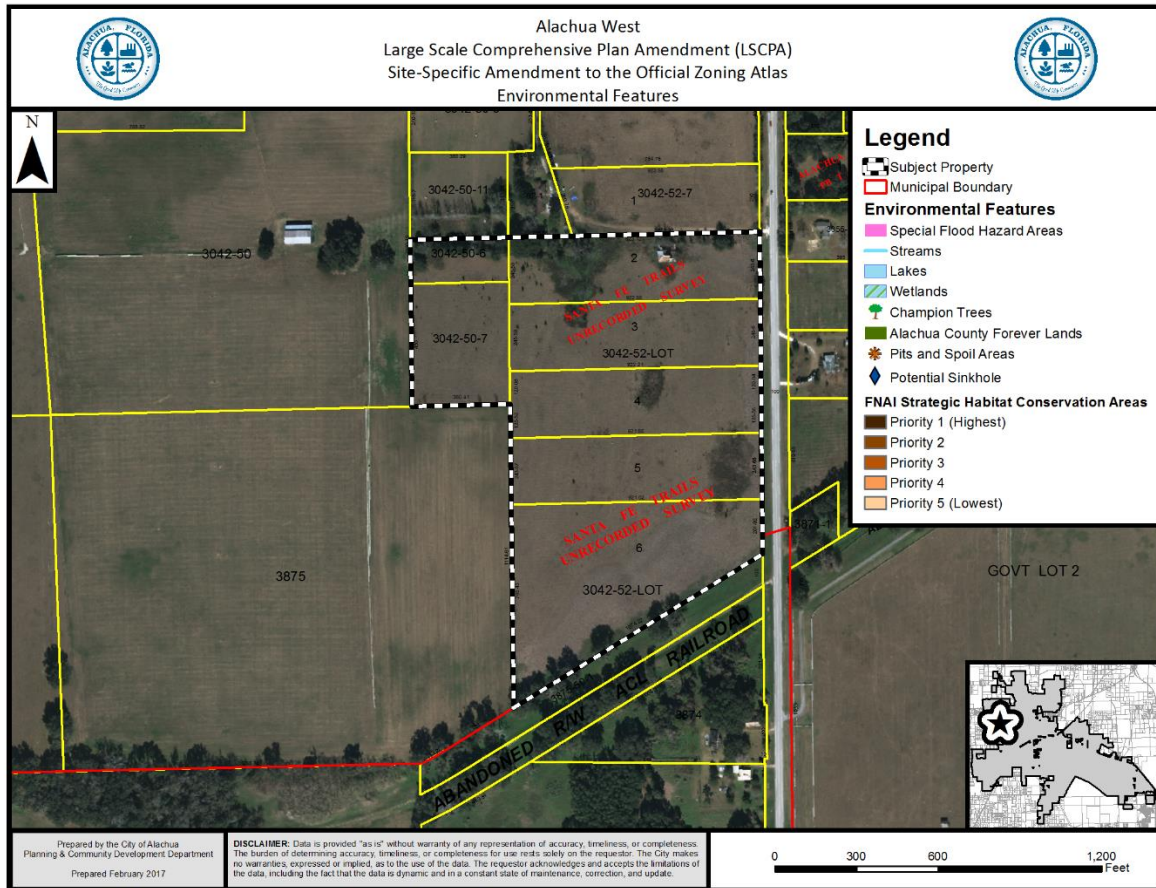 Alachua West
Large Scale Comprehensive Plan Amendment (LSCPA)
Site-Specific Amendment to the Official Zoning Atlas
Environmental Features
ALACHUA, FLORIDA
ALACHUA, FLORIDA
N
3042-50-11
1
3042-52-7
3042-50
3042-50-6
2
SANTA FE TRAILS
UNRECORDED SURVEY
3
3042-50-7
3042-52-LOT
4
5
SANTA FE TRAILS
UNRECORDED SURVEY
6
3875
3042-52-LOT
3871-1
GOVT LOT 2
ABANDONED R/W ACL RAILROAD
3874
Legend
Subject Property
Municipal Boundary
Environmental Features
Special Flood Hazard Areas
Streams
Lakes
Wetlands
Champion Trees
Alachua County Forever Lands
Pits and Spoil Areas
Potential Sinkhole
FNAI Strategic Habitat Conservation Areas
Priority 1 (Highest)
Priority 2
Priority 3
Priority 4
Priority 5 (Lowest)
Prepared by the City of Alachua
Planning & Community Development Department
Prepared February 2017
DISCLAIMER: Data is provided "as is" without warranty of any representation of accuracy, timeliness, or completeness.
The burden of determining accuracy, timeliness, or completeness for use rests solely on the requestor. The City makes
no warranties, expressed or implied, as to the use of the data. The requestor acknowledges and accepts the limitations of
the data, including the fact that the data is dynamic and in a constant state of maintenance, correction, and update.
0 300 600 1,200
Feet